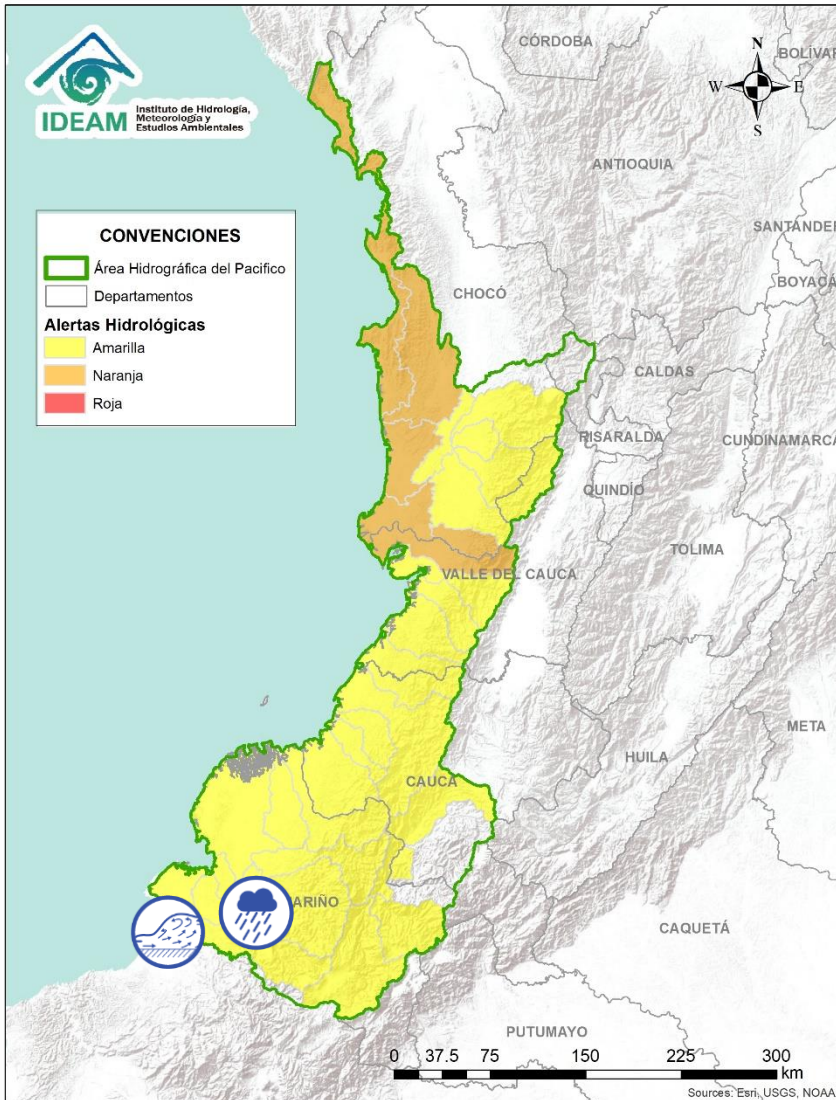 IDEAM
Instituto de Hidrología,
Meteorología y
Estudios Ambientales
CÓRDOBA
BOLÍVAR
N
W
E
S
ANTIOQUIA
SANTANDER
BOYACÁ
CONVENCIONES
Área Hidrográfica del Pacifico
Departamentos
Alertas Hidrológicas
Amarilla
Naranja
Roja
CHOCÓ
CALDAS
RISARALDA
CUNDINAMARCA
QUINDÍO
TOLIMA
VALLE DEL CAUCA
META
HUILA
CAUCA
ARIÑO
CAQUETÁ
PUTUMAYO
0 37.5 75 150 225 300
km
Sources: Esri, USGS, NOAA